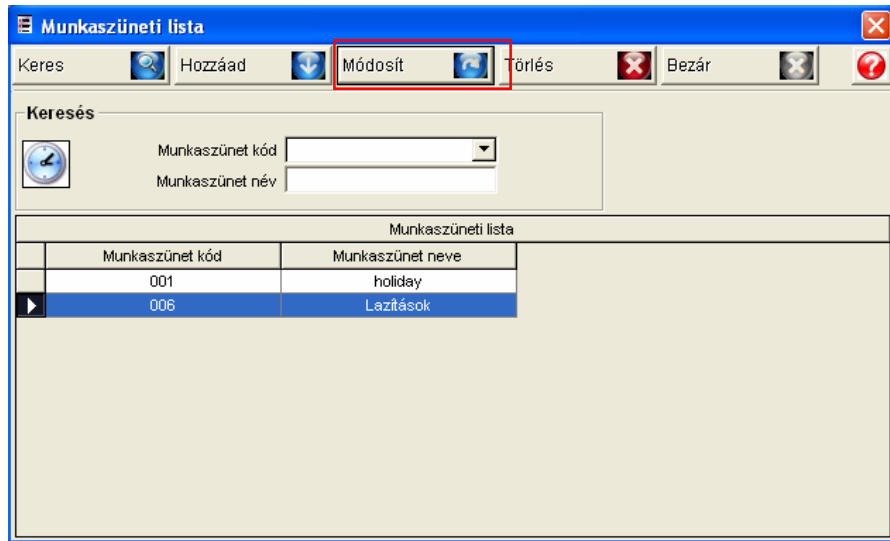 Munkaszüneti lista
Keres Hozzáad Módosít Törlés Bezár ?
Keresés
Munkaszünet kód
Munkaszünet név
Munkaszüneti lista
Munkaszünet kód Munkaszünet neve
001 holiday
006 Lazítások